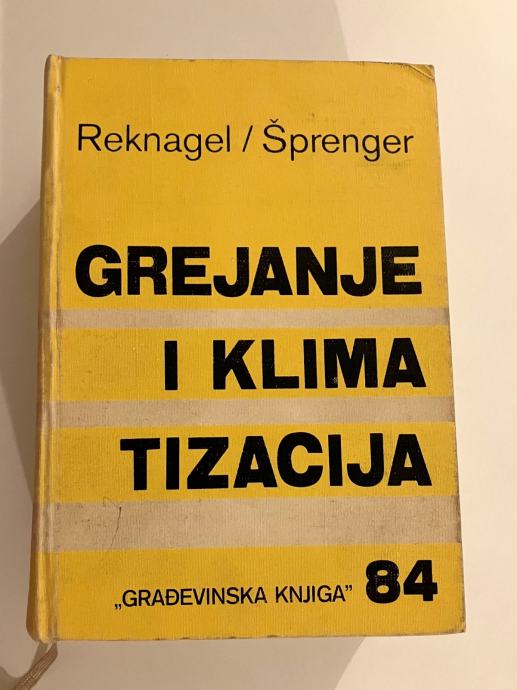 Reknagel / Šprenger
GREJANJE
I KLIMA
TIZACIJA
„GRAĐEVINSKA KNJIGA” 84